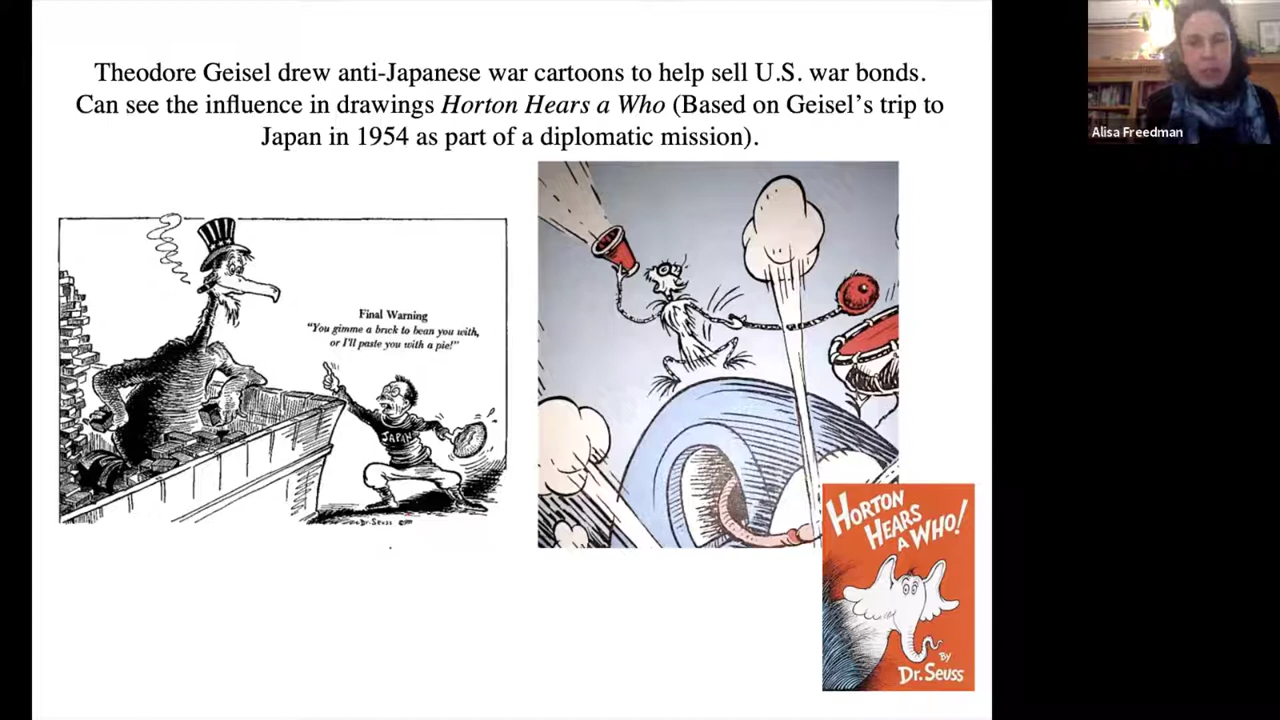 Theodore Geisel drew anti-Japanese war cartoons to help sell U.S. war bonds.
Can see the influence in drawings Horton Hears a Who (Based on Geisel's trip to
Japan in 1954 as part of a diplomatic mission).
Alisa Freedman
Final Warning
"You gimme a brick to bean you with,
or I'll paste you with a pie!"
JAPAN
Dr. Seuss
HORTON
HEARS
A WHO!
By
Dr. Seuss